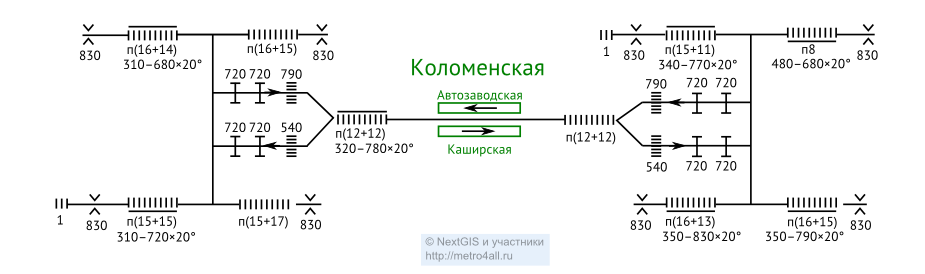 830
п(16+14)
310–680×20°
п(16+15)
830
1
830
п(15+11)
340–770×20°
п8
480–680×20°
830
Коломенская
720 720 790
Автозаводская
790 720 720
720 720 540
п(12+12)
320–780×20°
Каширская
п(12+12)
540 720 720
1
830
п(15+15)
310–720×20°
п(15+17)
830
830
п(16+13)
350–830×20°
п(16+15)
350–790×20°
830
© NextGIS и участники
http://metro4all.ru